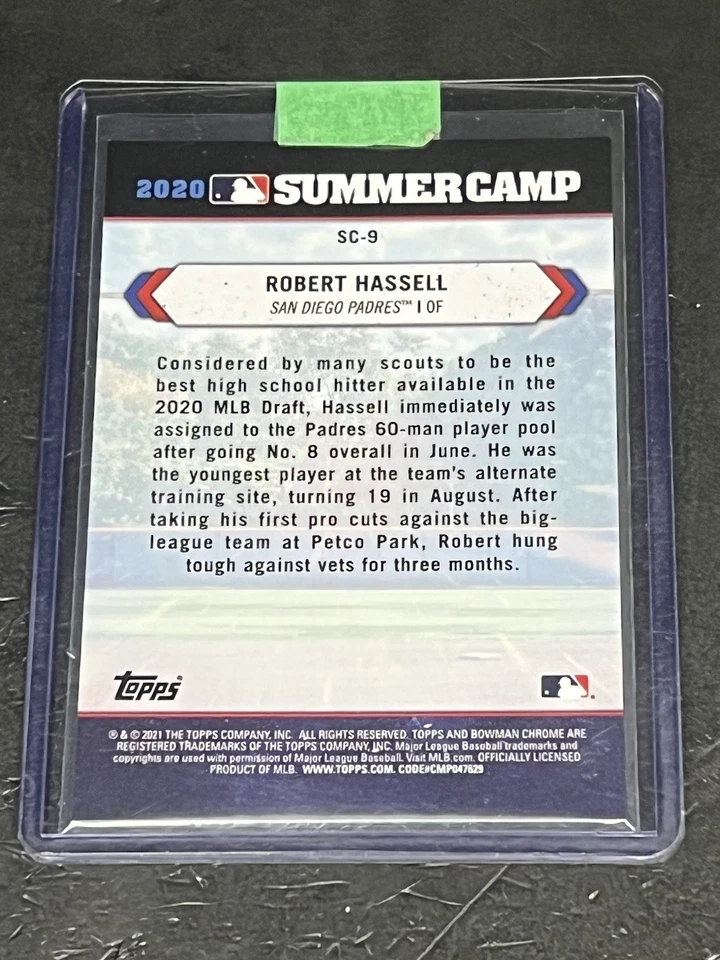 2020 SUMMER CAMP
SC-9
ROBERT HASSELL
SAN DIEGO PADRES™ | OF
Considered by many scouts to be the
best high school hitter available in the
2020 MLB Draft, Hassell immediately was
assigned to the Padres 60-man player pool
after going No. 8 overall in June. He was
the youngest player at the team's alternate
training site, turning 19 in August. After
taking his first pro cuts against the big-
league team at Petco Park, Robert hung
tough against vets for three months.
Topps®
® & © 2021 THE TOPPS COMPANY, INC. ALL RIGHTS RESERVED. TOPPS AND BOWMAN CHROME ARE
REGISTERED TRADEMARKS OF THE TOPPS COMPANY, INC. Major League Baseball trademarks and
copyrights are used with permission of Major League Baseball. Visit MLB.com. OFFICIALLY LICENSED
PRODUCT OF MLB. WWW.TOPPS.COM. CODE#CMP047629